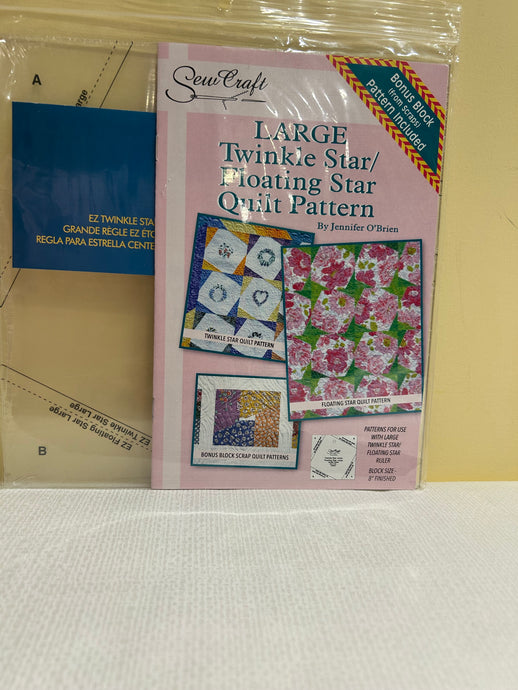 A
Large
EZ TWINKLE STA
GRANDE RÈGLE EZ ÉTO
REGLA PARA ESTRELLA CENTE
EZ Floating Star Large
EZ Twinkle Star Large
B
SewCraft
Bonus Block
(from Scraps)
Pattern Included
LARGE
Twinkle Star/
Floating Star
Quilt Pattern
By Jennifer O'Brien
TWINKLE STAR QUILT PATTERN
FLOATING STAR QUILT PATTERN
BONUS BLOCK SCRAP QUILT PATTERNS
PATTERNS FOR USE
WITH LARGE
TWINKLE STAR/
FLOATING STAR
RULER
BLOCK SIZE-
8" FINISHED